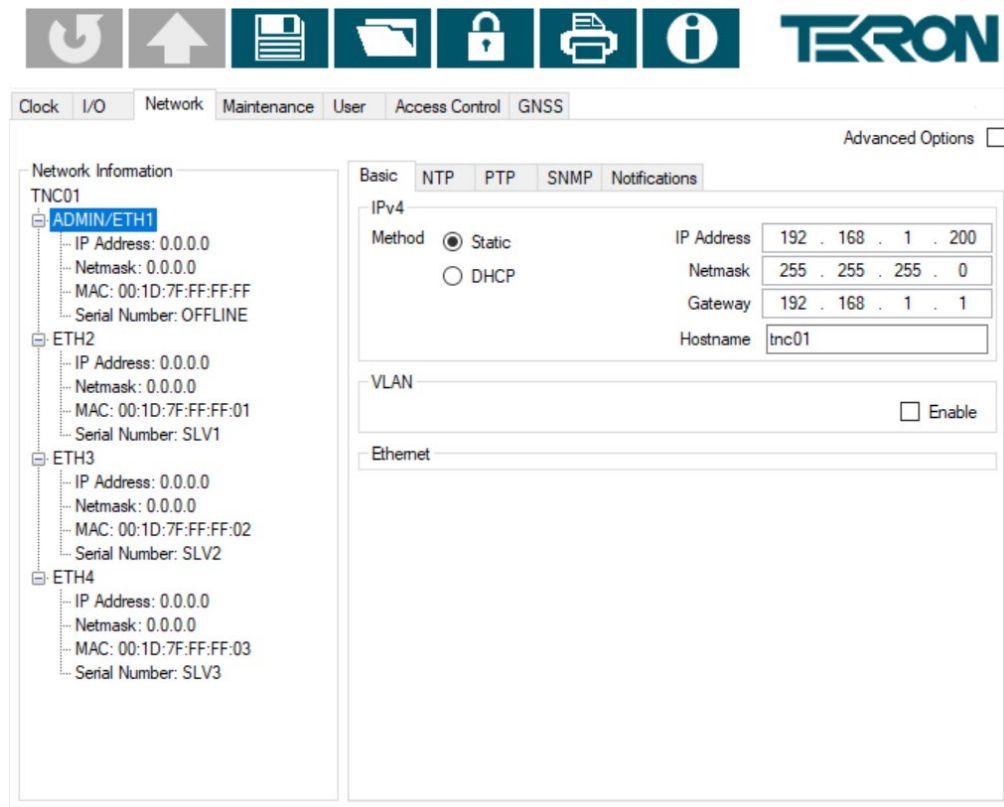 TEKRON
Clock I/O Network Maintenance User Access Control GNSS
Advanced Options
Network Information
TNC01
ADMIN/ETH1
IP Address: 0.0.0.0
Netmask: 0.0.0.0
MAC: 00:1D:7F:FF:FF:FF
Serial Number: OFFLINE
ETH2
IP Address: 0.0.0.0
Netmask: 0.0.0.0
MAC: 00:1D:7F:FF:FF:01
Serial Number: SLV1
ETH3
IP Address: 0.0.0.0
Netmask: 0.0.0.0
MAC: 00:1D:7F:FF:FF:02
Serial Number: SLV2
ETH4
IP Address: 0.0.0.0
Netmask: 0.0.0.0
MAC: 00:1D:7F:FF:FF:03
Serial Number: SLV3
Basic NTP PTP SNMP Notifications
IPv4
Method Static IP Address 192 . 168 . 1 . 200
DHCP Netmask 255 . 255 . 255 . 0
Gateway 192 . 168 . 1 . 1
Hostname tnc01
VLAN
Enable
Ethernet